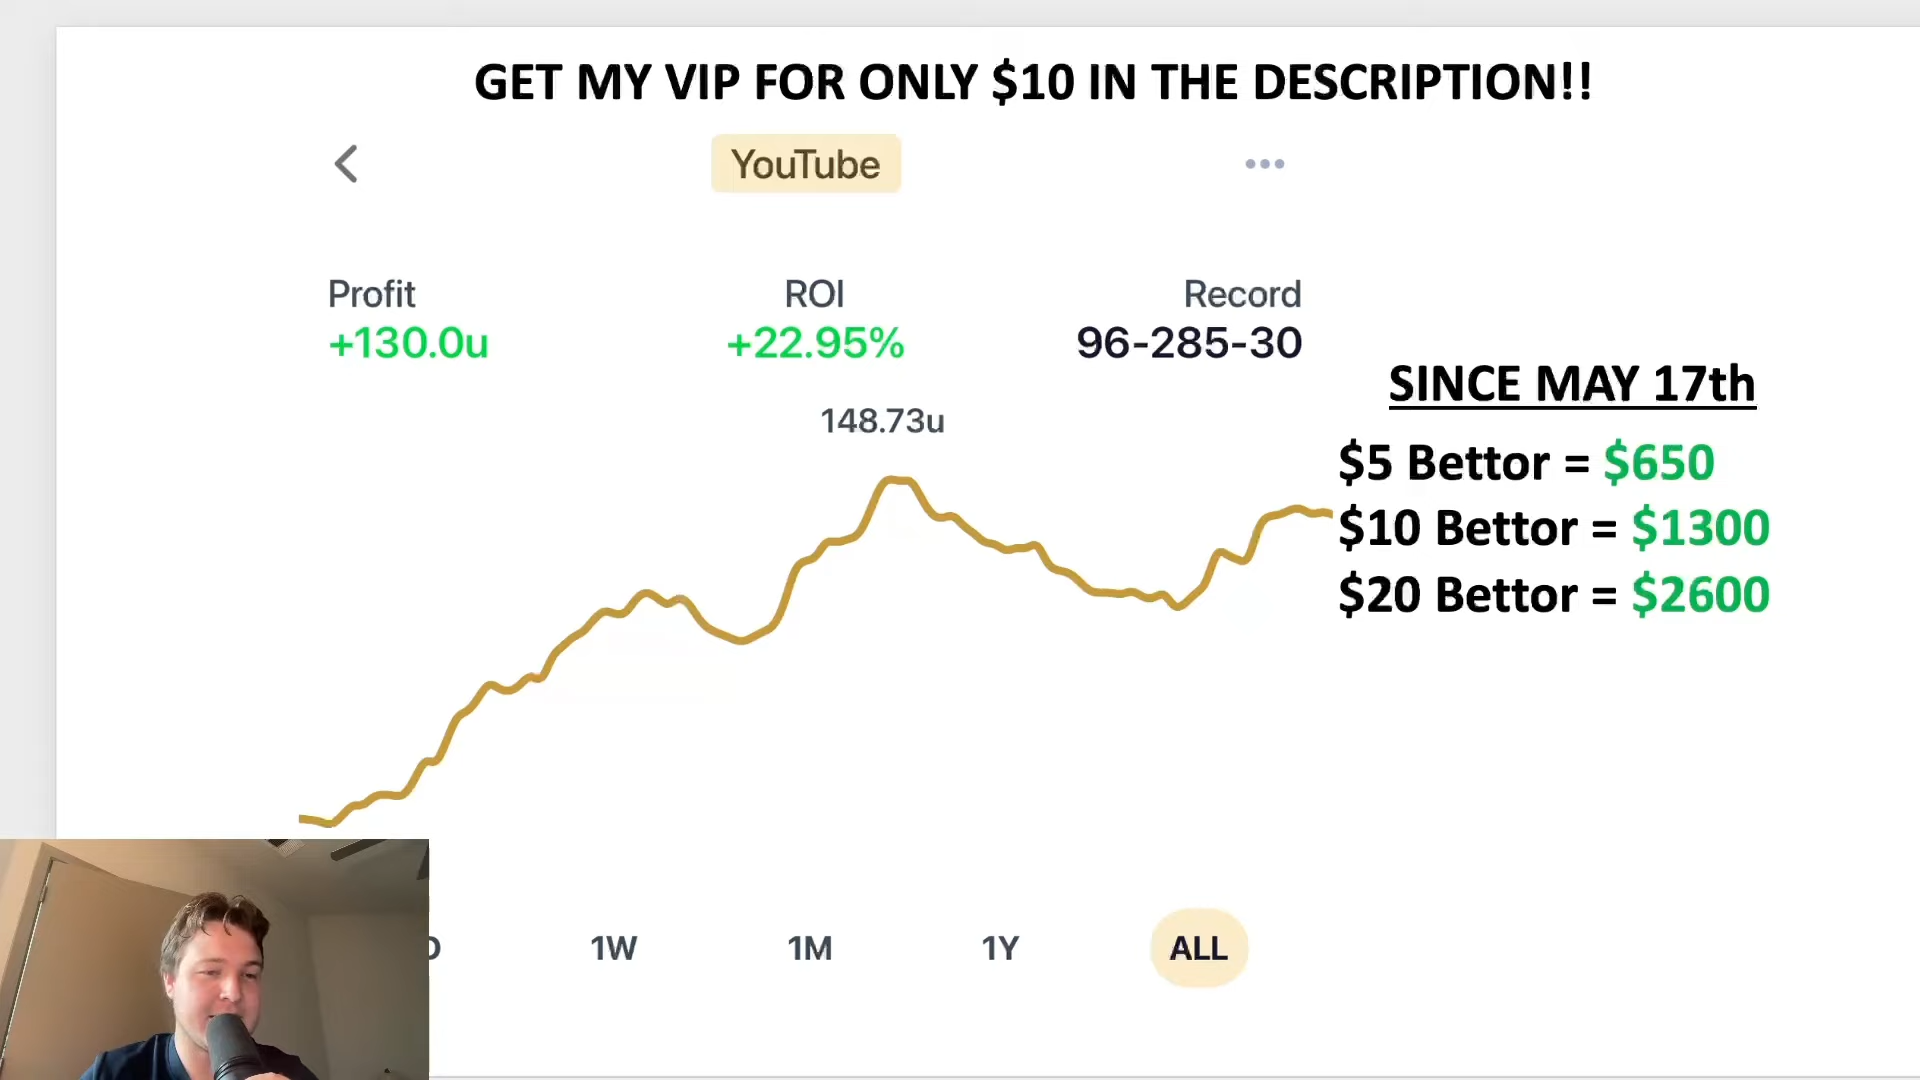 GET MY VIP FOR ONLY $10 IN THE DESCRIPTION!!
YouTube
Profit ROI Record
+130.0u +22.95% 96-285-30
SINCE MAY 17th
148.73u
$5 Bettor = $650
$10 Bettor = $1300
$20 Bettor = $2600
1W 1M 1Y ALL